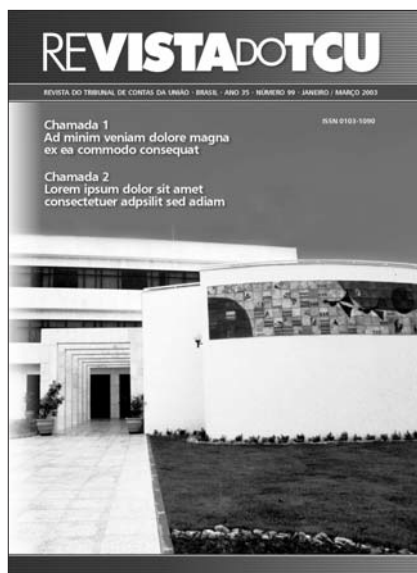 REVISTADOTCU
REVISTA DO TRIBUNAL DE CONTAS DA UNIÃO · BRASIL · ANO 35 · NÚMERO 99 · JANEIRO / MARÇO 2003
Chamada 1
Ad minim veniam dolore magna
ex ea commodo consequat
ISSN 0103-1090
Chamada 2
Lorem ipsum dolor sit amet
consectetuer adpsilit sed adiam